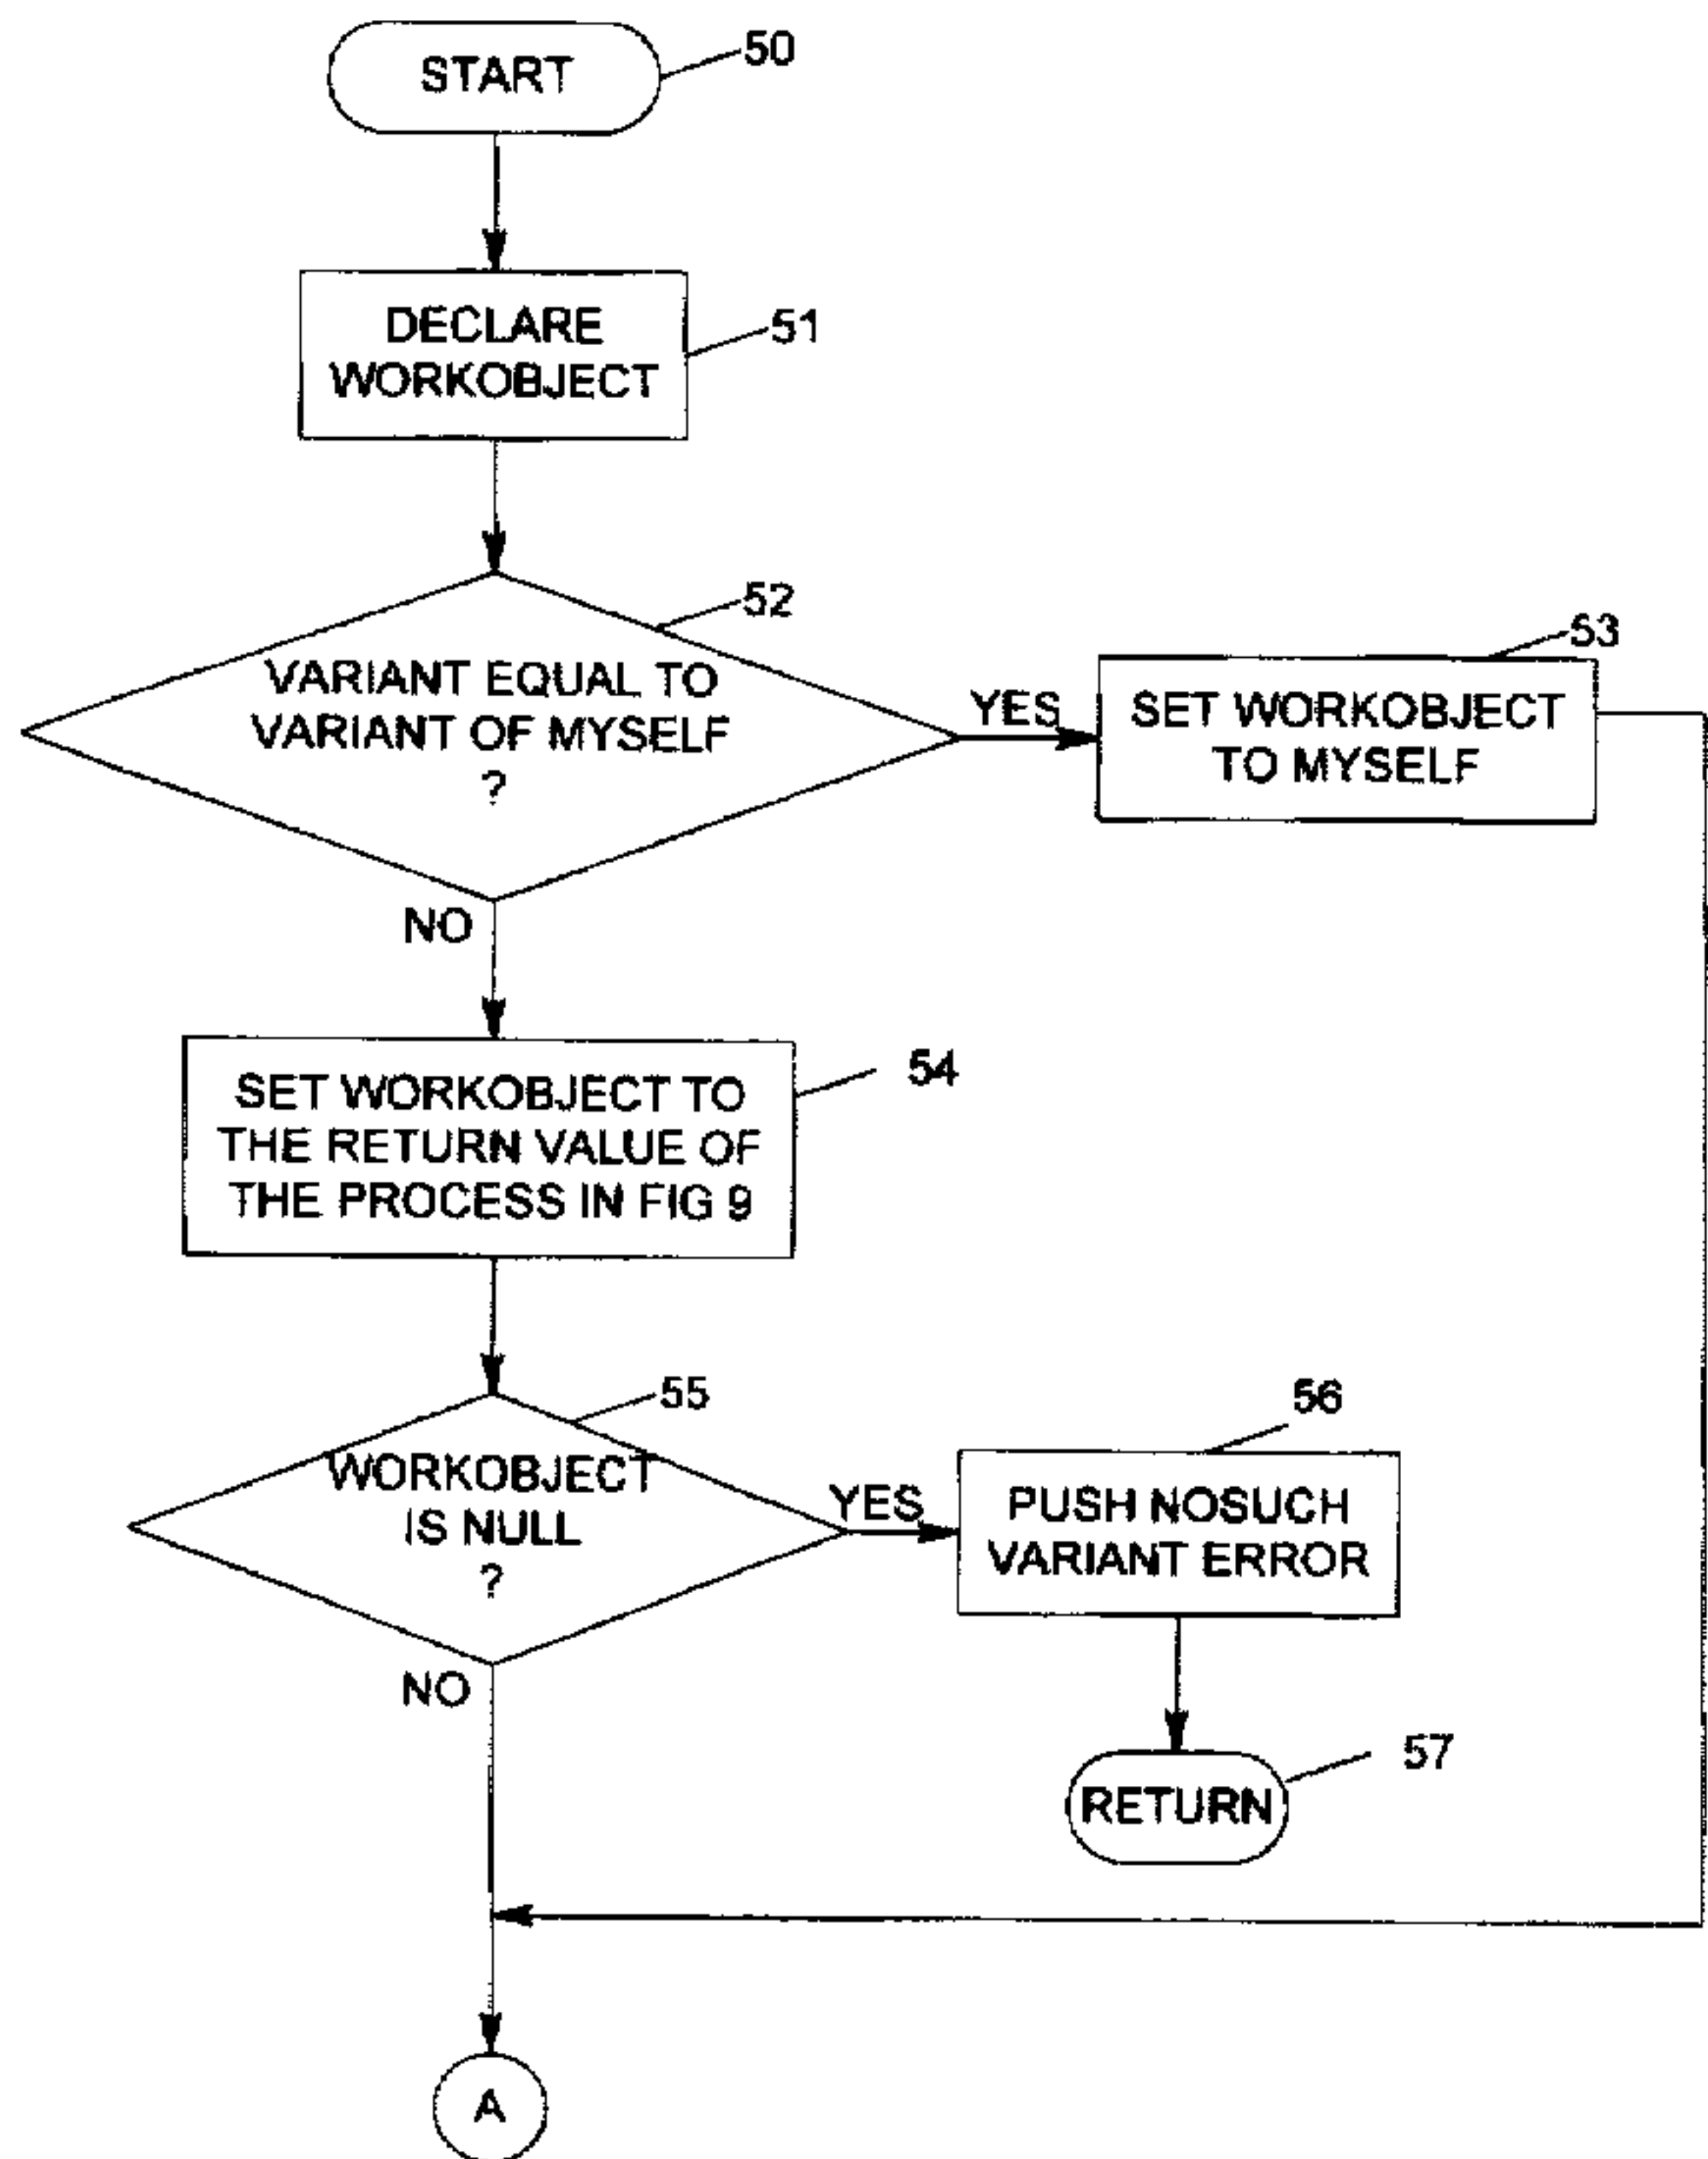 START
50
DECLARE
WORKOBJECT
51
52
VARIANT EQUAL TO
VARIANT OF MYSELF
?
YES
53
SET WORKOBJECT
TO MYSELF
NO
54
SET WORKOBJECT TO
THE RETURN VALUE OF
THE PROCESS IN FIG 9
55
WORKOBJECT
IS NULL
?
YES
56
PUSH NOSUCH
VARIANT ERROR
NO
57
RETURN
A